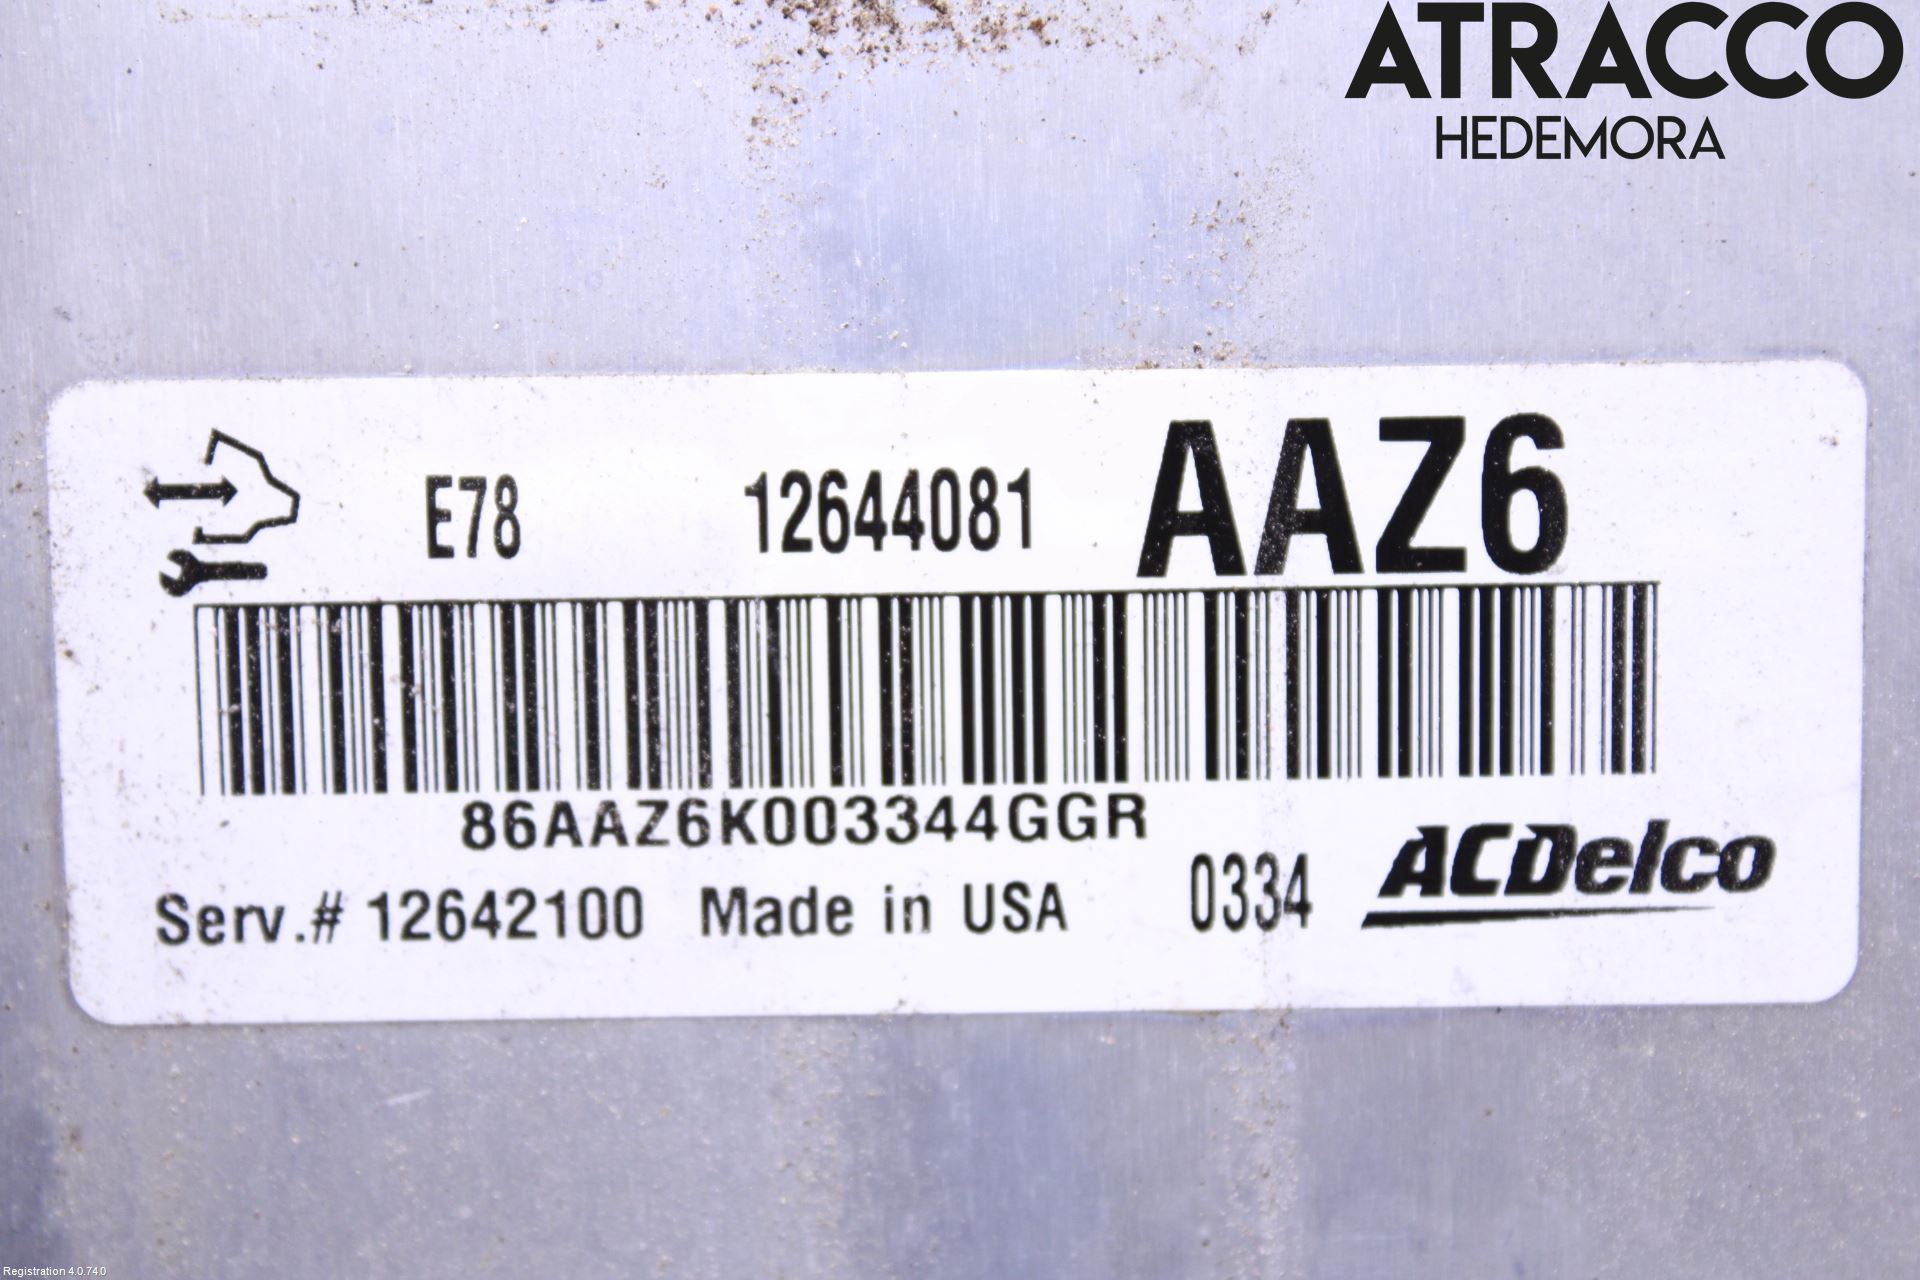 ATRACCO
HEDEMORA
E78 12644081 AAZ6
86AAZ6K003344GGR
Serv.# 12642100 Made in USA 0334 ACDelco
Registration 4.0.74.0